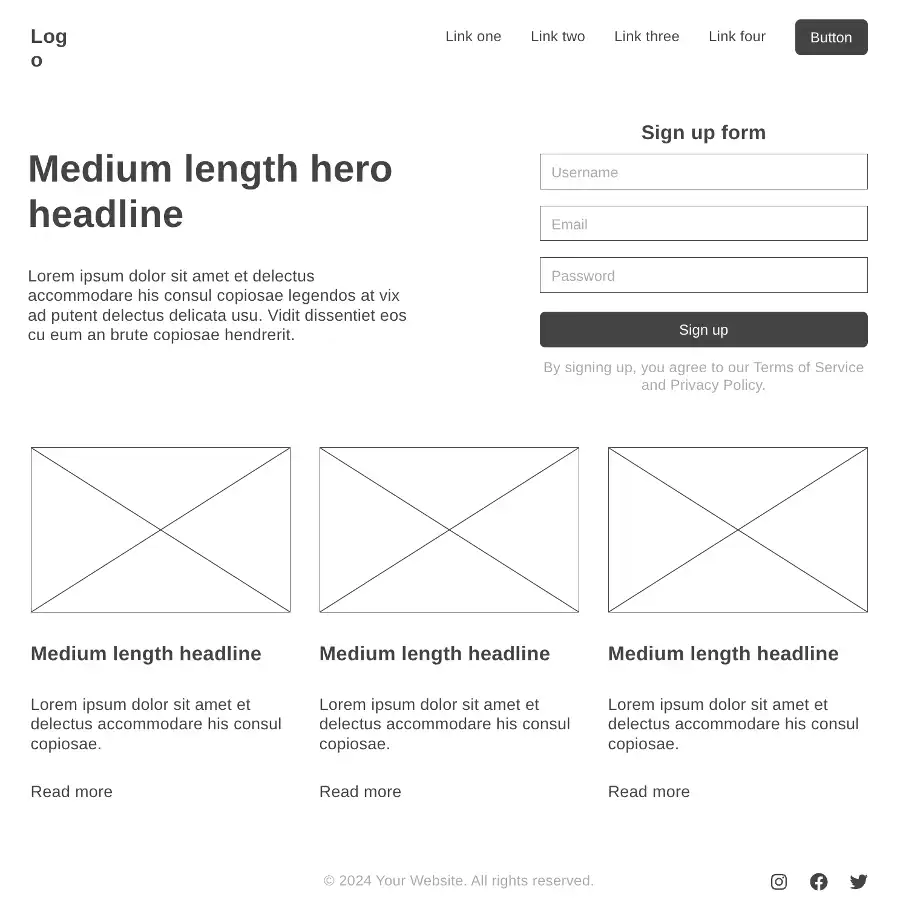 Log
o
Link one Link two Link three Link four Button
Medium length hero
headline
Lorem ipsum dolor sit amet et delectus
accommodare his consul copiosae legendos at vix
ad putent delectus delicata usu. Vidit dissentiet eos
cu eum an brute copiosae hendrerit.
Sign up form
Username
Email
Password
Sign up
By signing up, you agree to our Terms of Service
and Privacy Policy.
Medium length headline
Lorem ipsum dolor sit amet et
delectus accommodare his consul
copiosae.
Read more
Medium length headline
Lorem ipsum dolor sit amet et
delectus accommodare his consul
copiosae.
Read more
Medium length headline
Lorem ipsum dolor sit amet et
delectus accommodare his consul
copiosae.
Read more
© 2024 Your Website. All rights reserved.